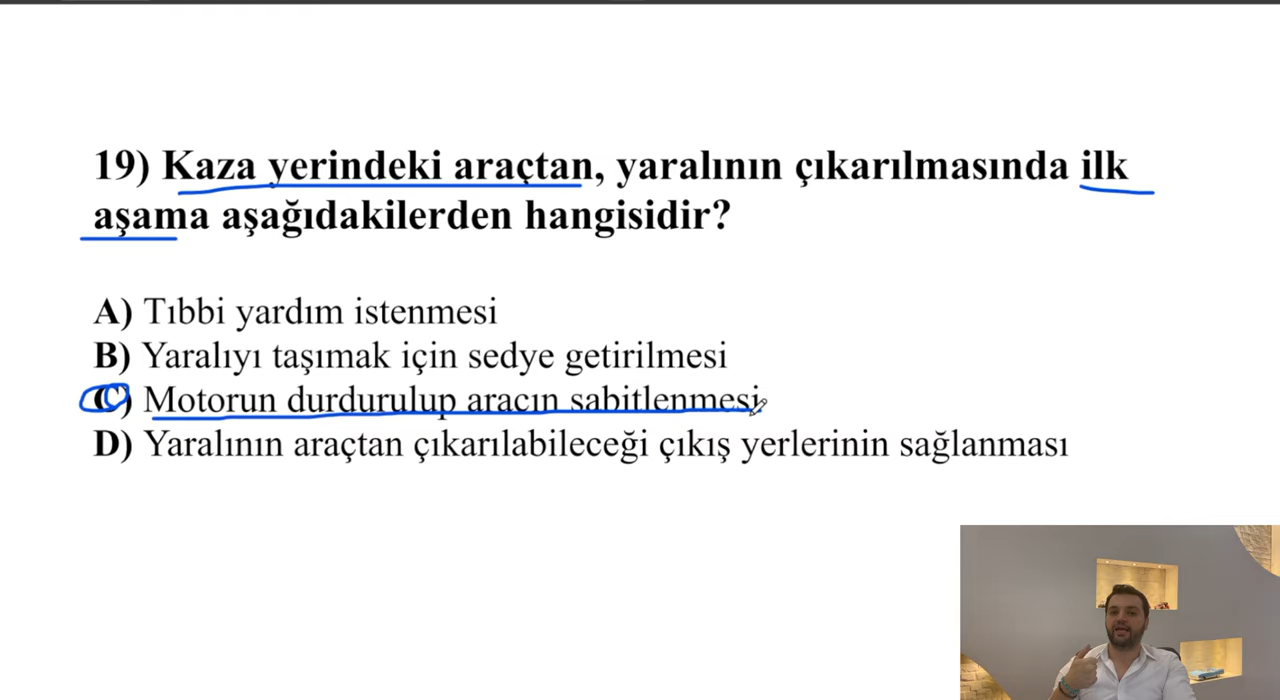 19) Kaza yerindeki araçtan, yaralının çıkarılmasında ilk
aşama aşağıdakilerden hangisidir?
A) Tıbbi yardım istenmesi
B) Yaralıyı taşımak için sedye getirilmesi
C) Motorun durdurulup aracın sabitlenmesi
D) Yaralının araçtan çıkarılabileceği çıkış yerlerinin sağlanması